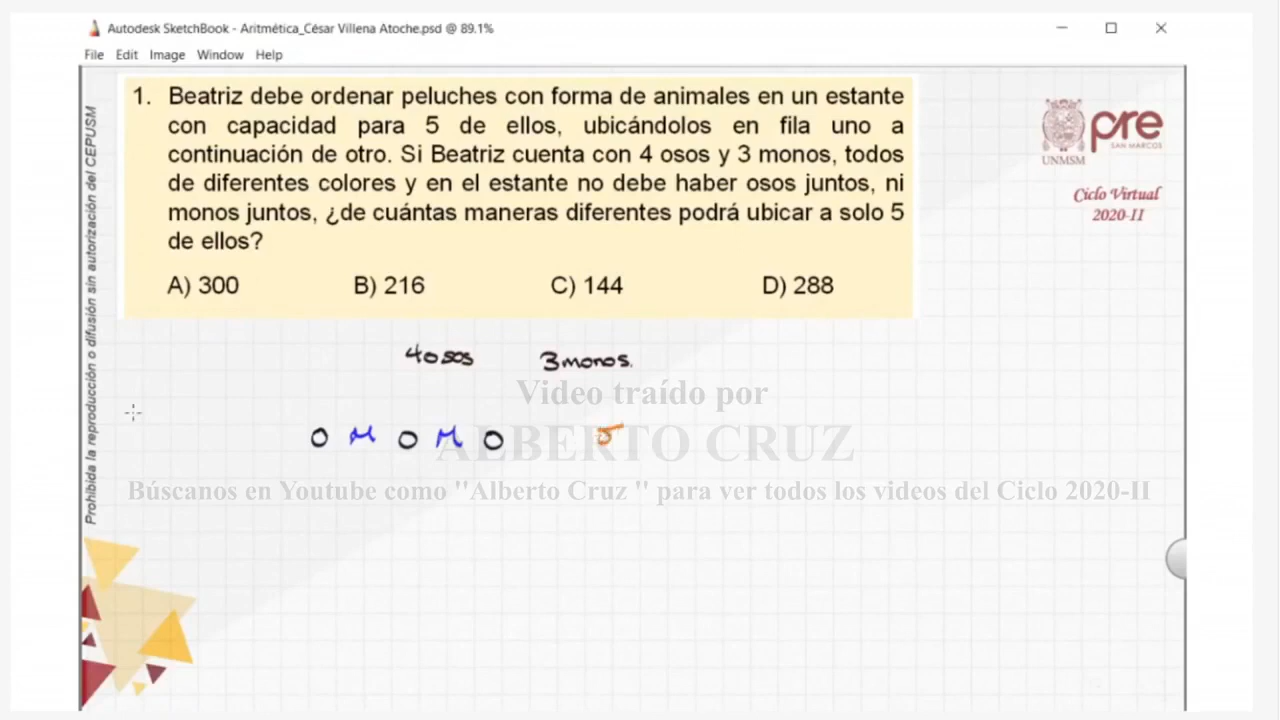 Autodesk SketchBook - Aritmética_César Villena Atoche.psd @ 89.1%
File Edit Image Window Help
Prohibida la reproducción o difusión sin autorización del CEPUSM
1. Beatriz debe ordenar peluches con forma de animales en un estante
con capacidad para 5 de ellos, ubicándolos en fila uno a
continuación de otro. Si Beatriz cuenta con 4 osos y 3 monos, todos
de diferentes colores y en el estante no debe haber osos juntos, ni
monos juntos, ¿de cuántas maneras diferentes podrá ubicar a solo 5
de ellos?
A) 300 B) 216 C) 144 D) 288
UNMSM
pre
SAN MARCOS
Ciclo Virtual
2020-II
4 osos 3 monos.
Video traído por
O M O M O
ALBERTO CRUZ
Búscanos en Youtube como "Alberto Cruz " para ver todos los videos del Ciclo 2020-II